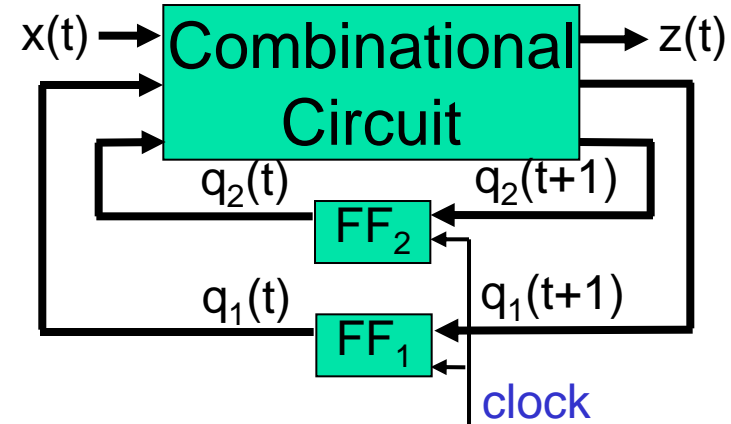 x(t)
Combinational
Circuit
z(t)
q₂(t)
q₂(t+1)
FF₂
q₁(t)
q₁(t+1)
FF₁
clock